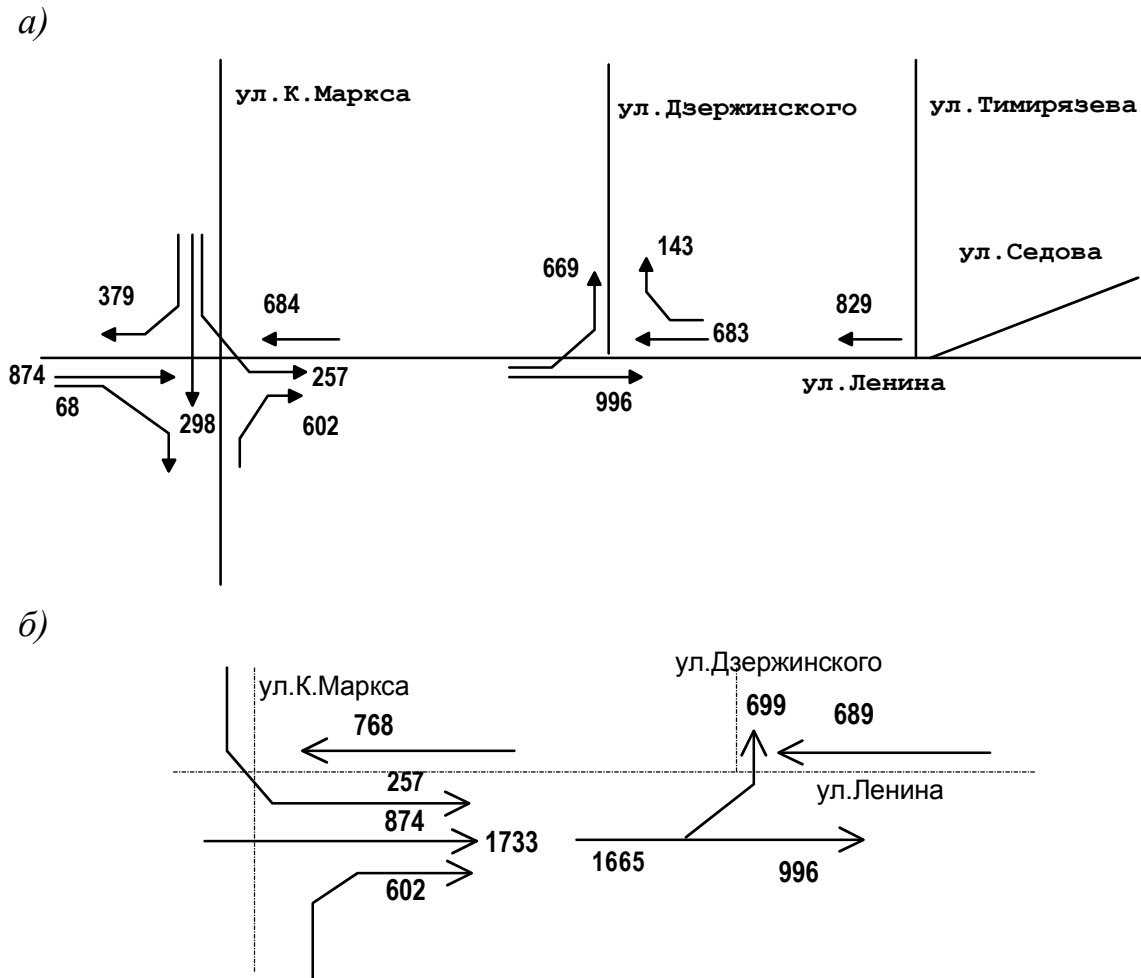 а)
ул.К.Маркса
ул.Дзержинского
ул.Тимирязева
ул.Седова
379
684
669
143
829
683
874
257
ул.Ленина
68
298
602
996
б)
ул.К.Маркса
ул.Дзержинского
768
699
689
257
ул.Ленина
874
1733
1665
996
602